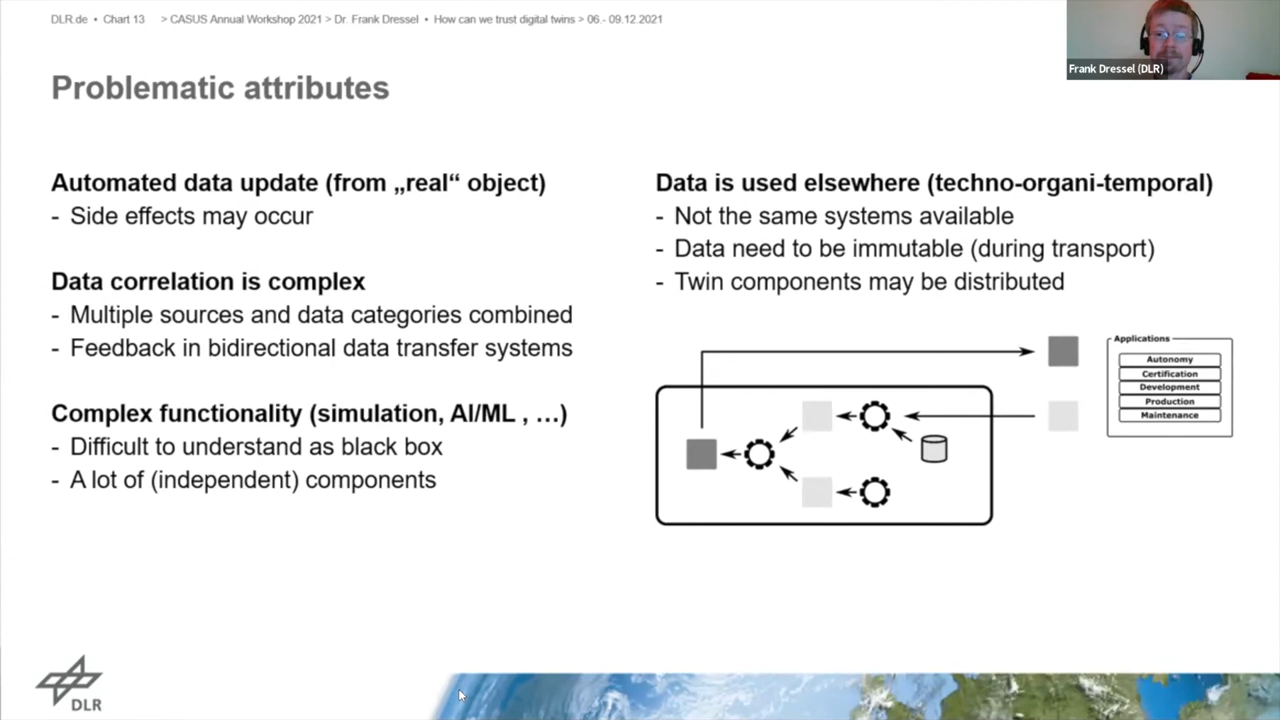 DLR.de • Chart 13 > CASUS Annual Workshop 2021 > Dr. Frank Dressel • How can we trust digital twins > 06.- 09.12.2021
Frank Dressel (DLR)
Problematic attributes
Automated data update (from „real“ object)
- Side effects may occur
Data correlation is complex
- Multiple sources and data categories combined
- Feedback in bidirectional data transfer systems
Complex functionality (simulation, AI/ML , …)
- Difficult to understand as black box
- A lot of (independent) components
Data is used elsewhere (techno-organi-temporal)
- Not the same systems available
- Data need to be immutable (during transport)
- Twin components may be distributed
Applications
Autonomy
Certification
Development
Production
Maintenance
DLR